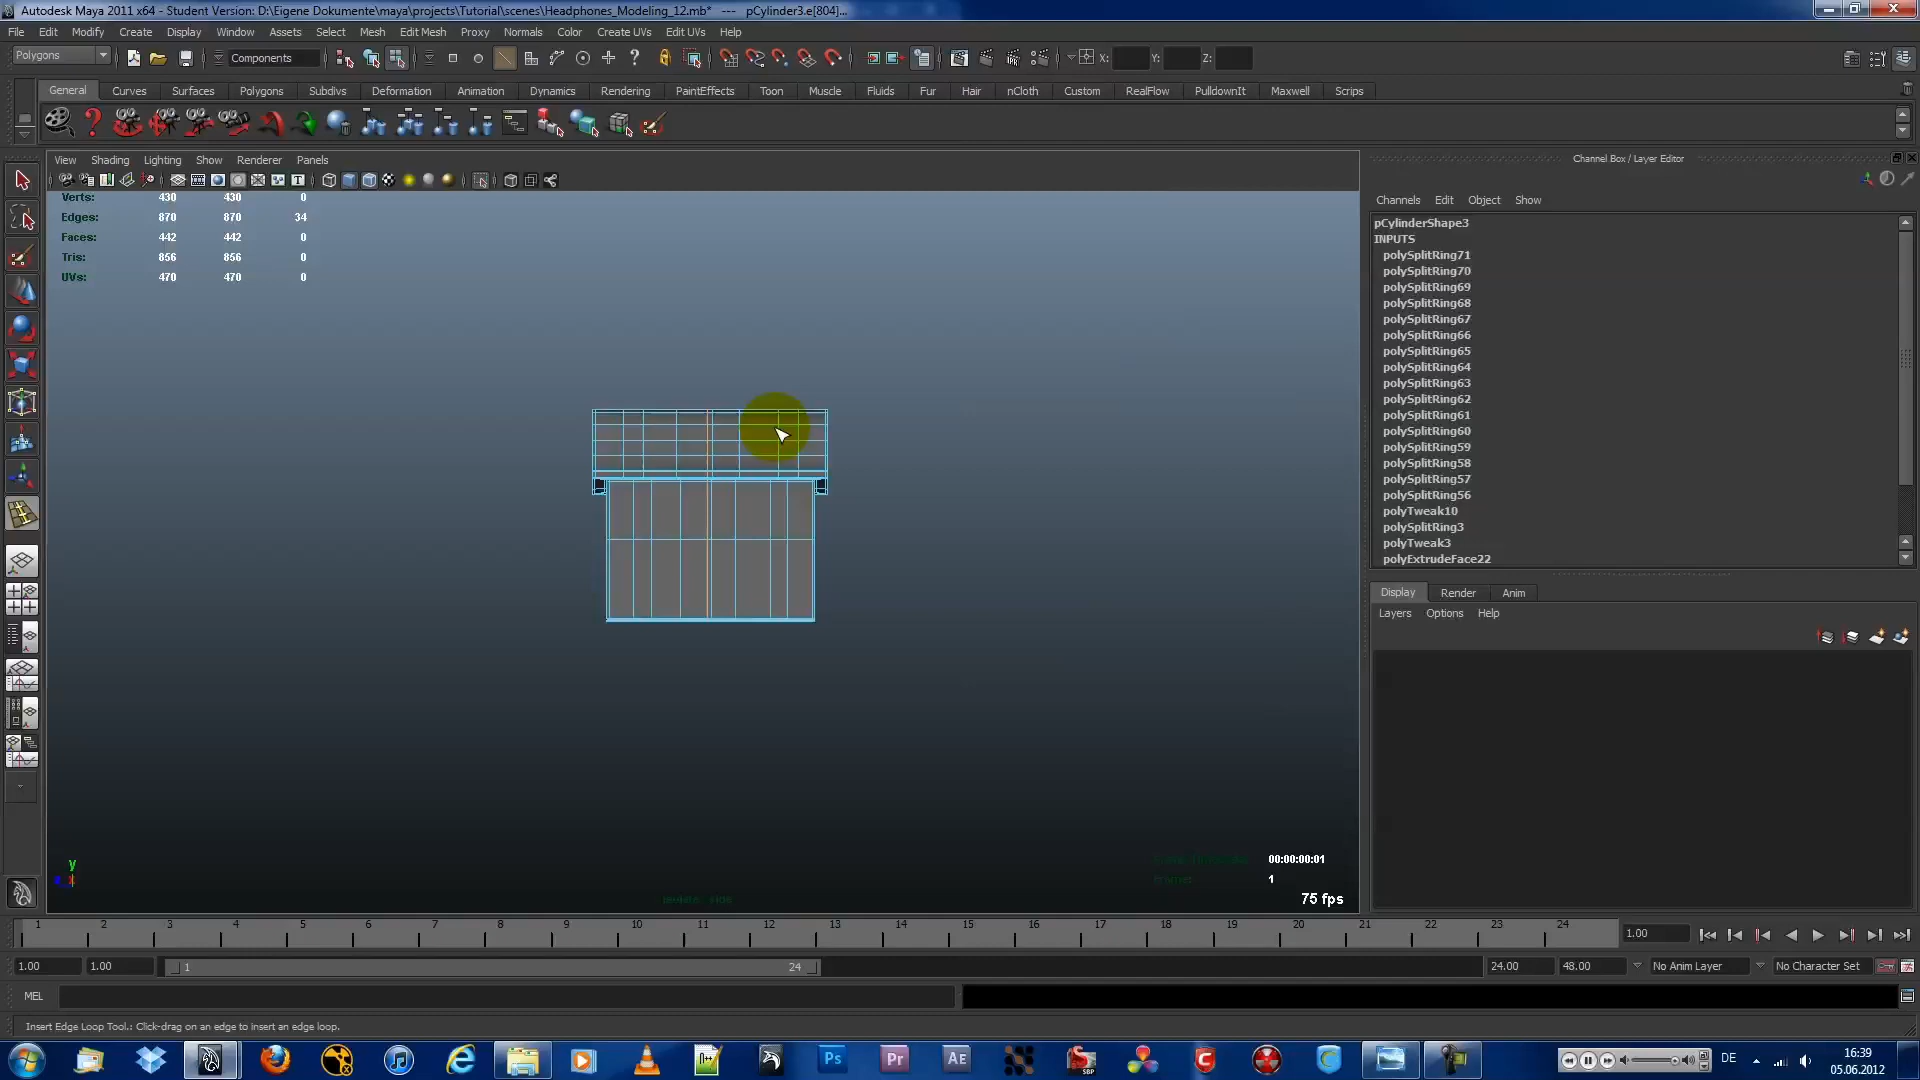 Autodesk Maya 2011 x64 - Student Version: D:\Eigene Dokumente\maya\projects\Tutorial\scenes\Headphones_Modeling_12.mb* --- pCylinder3.e[804]...
File Edit Modify Create Display Window Assets Select Mesh Edit Mesh Proxy Normals Color Create UVs Edit UVs Help
Polygons Components X: Y: Z:
General Curves Surfaces Polygons Subdivs Deformation Animation Dynamics Rendering PaintEffects Toon Muscle Fluids Fur Hair nCloth Custom RealFlow PulldownIt Maxwell Scripts
View Shading Lighting Show Renderer Panels
Verts: 430 430 0
Edges: 870 870 34
Faces: 442 442 0
Tris: 856 856 0
UVs: 470 470 0
Channel Box / Layer Editor
Channels Edit Object Show
pCylinderShape3
INPUTS
polySplitRing71
polySplitRing70
polySplitRing69
polySplitRing68
polySplitRing67
polySplitRing66
polySplitRing65
polySplitRing64
polySplitRing63
polySplitRing62
polySplitRing61
polySplitRing60
polySplitRing59
polySplitRing58
polySplitRing57
polySplitRing56
polyTweak10
polySplitRing3
polyTweak3
polyExtrudeFace22
Display Render Anim
Layers Options Help
y
00:00:00:01
1
75 fps
1 2 3 4 5 6 7 8 9 10 11 12 13 14 15 16 17 18 19 20 21 22 23 24 1.00
1.00 1.00 1 24 24.00 48.00 No Anim Layer No Character Set
MEL
Insert Edge Loop Tool.: Click-drag on an edge to insert an edge loop.
Ps Pr AE SBP DE 16:39
05.06.2012